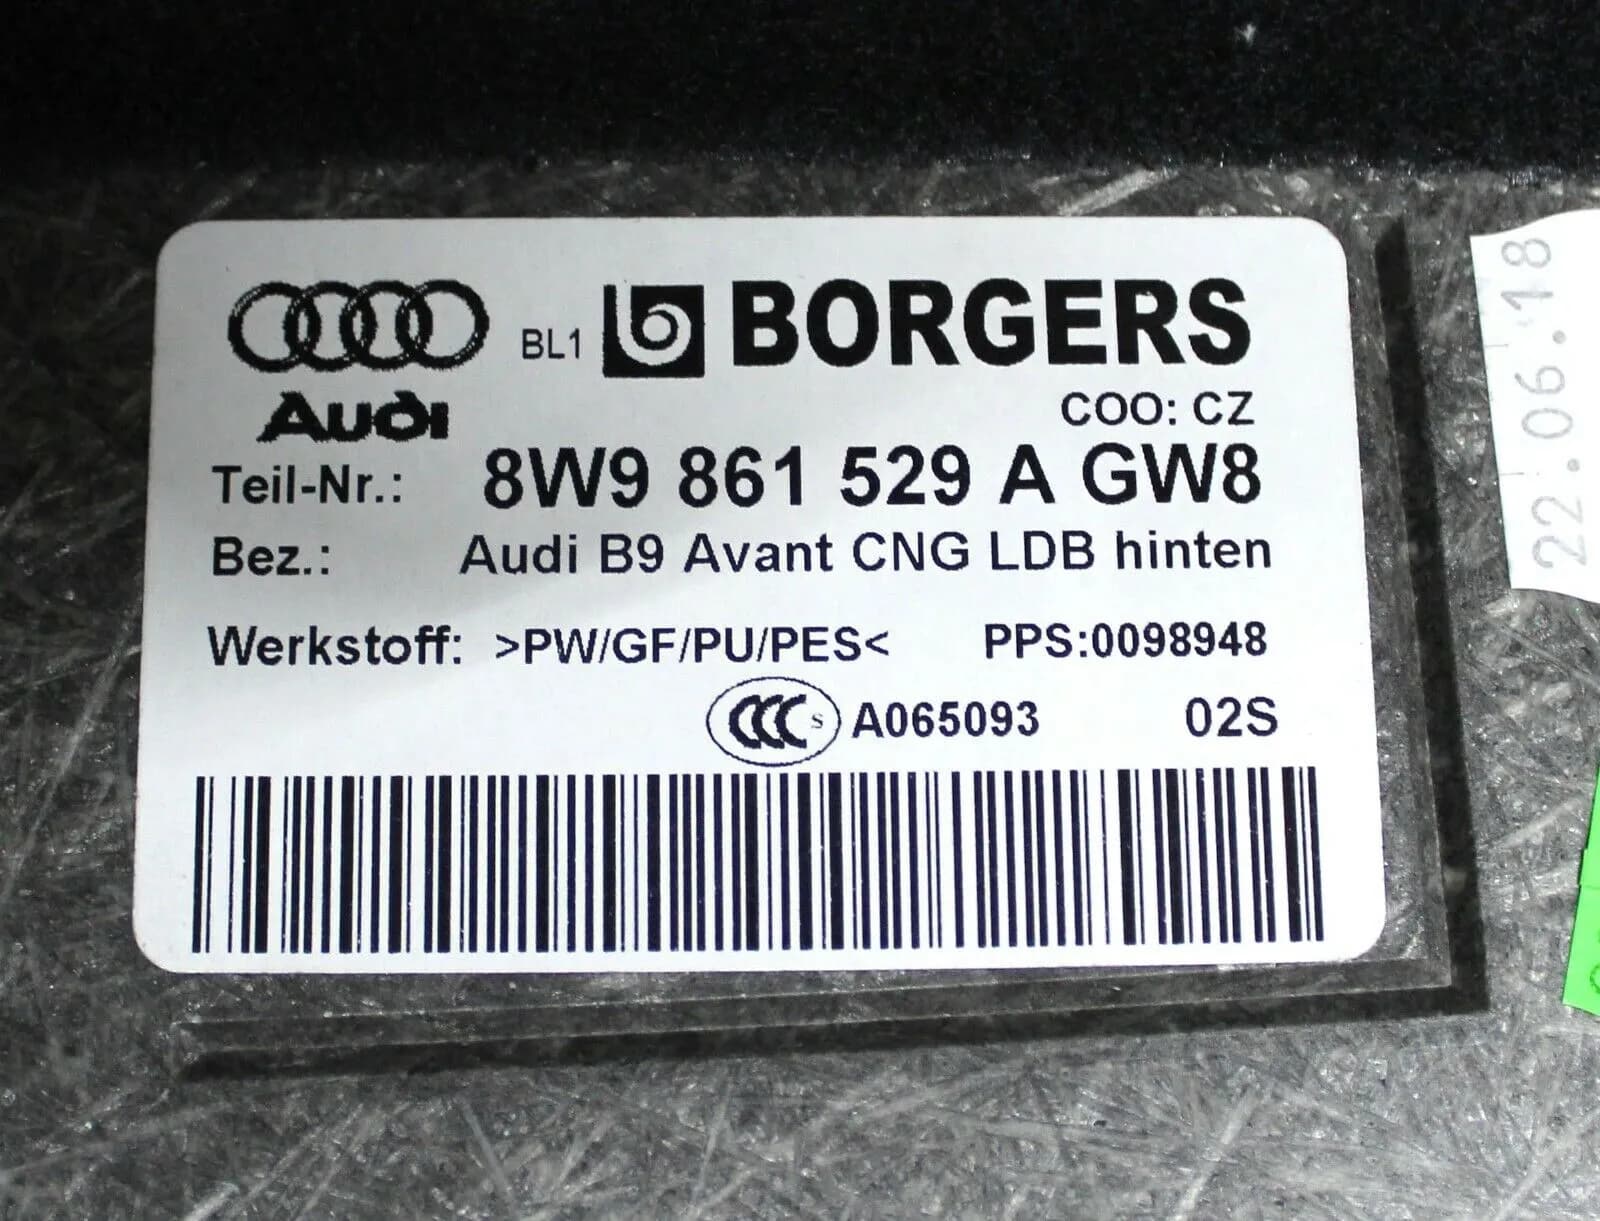 BL1 BORGERS
Audi
COO: CZ
Teil-Nr.: 8W9 861 529 A GW8
Bez.: Audi B9 Avant CNG LDB hinten
Werkstoff: >PW/GF/PU/PES< PPS:0098948
CCC S A065093 02S
22.06.18